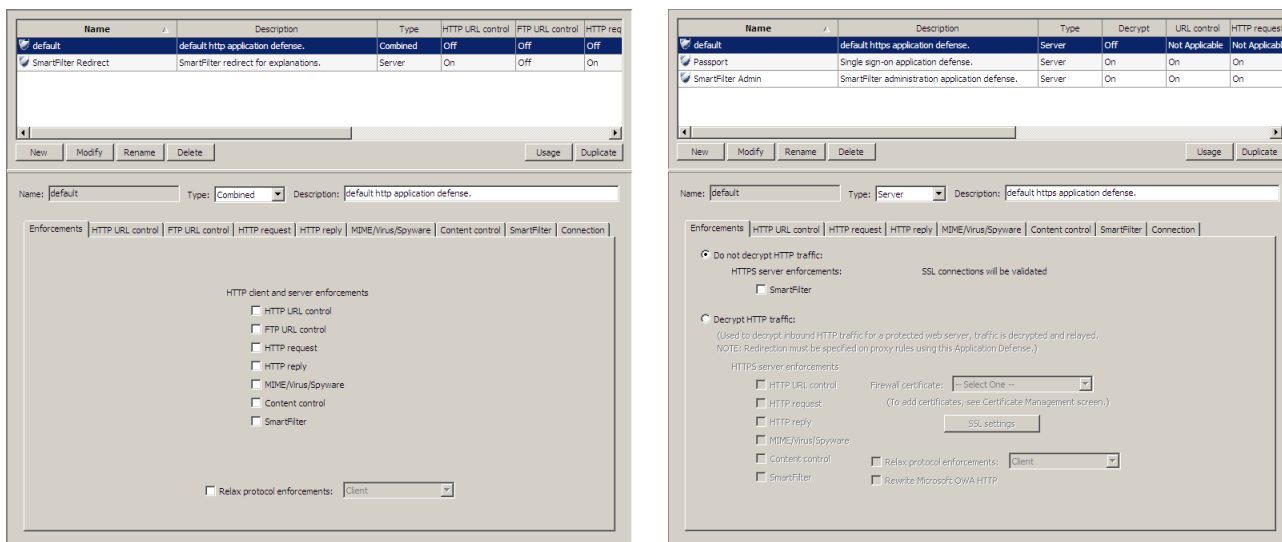 Name Description Type HTTP URL control FTP URL control HTTP req
default default http application defense. Combined Off Off Off
SmartFilter Redirect SmartFilter redirect for explanations. Server On Off On
New Modify Rename Delete Usage Duplicate
Name: default Type: Combined Description: default http application defense.
Enforcements HTTP URL control FTP URL control HTTP request HTTP reply MIME/Virus/Spyware Content control SmartFilter Connection
HTTP client and server enforcements
HTTP URL control
FTP URL control
HTTP request
HTTP reply
MIME/Virus/Spyware
Content control
SmartFilter
Relax protocol enforcements: Client
Name Description Type Decrypt URL control HTTP request
default default https application defense. Server Off Not Applicable Not Applicabl
Passport Single sign-on application defense. Server On On On
SmartFilter Admin SmartFilter administration application defense. Server On On On
New Modify Rename Delete Usage Duplicate
Name: default Type: Server Description: default https application defense.
Enforcements HTTP URL control HTTP request HTTP reply MIME/Virus/Spyware Content control SmartFilter Connection
Do not decrypt HTTP traffic:
HTTPS server enforcements: SSL connections will be validated
SmartFilter
Decrypt HTTP traffic:
(Used to decrypt inbound HTTP traffic for a protected web server, traffic is decrypted and relayed.
NOTE: Redirection must be specified on proxy rules using this Application Defense.)
HTTPS server enforcements
HTTP URL control Firewall certificate: -- Select One --
HTTP request (To add certificates, see Certificate Management screen.)
HTTP reply SSL settings
MIME/Virus/Spyware
Content control Relax protocol enforcements: Client
SmartFilter Rewrite Microsoft OWA HTTP